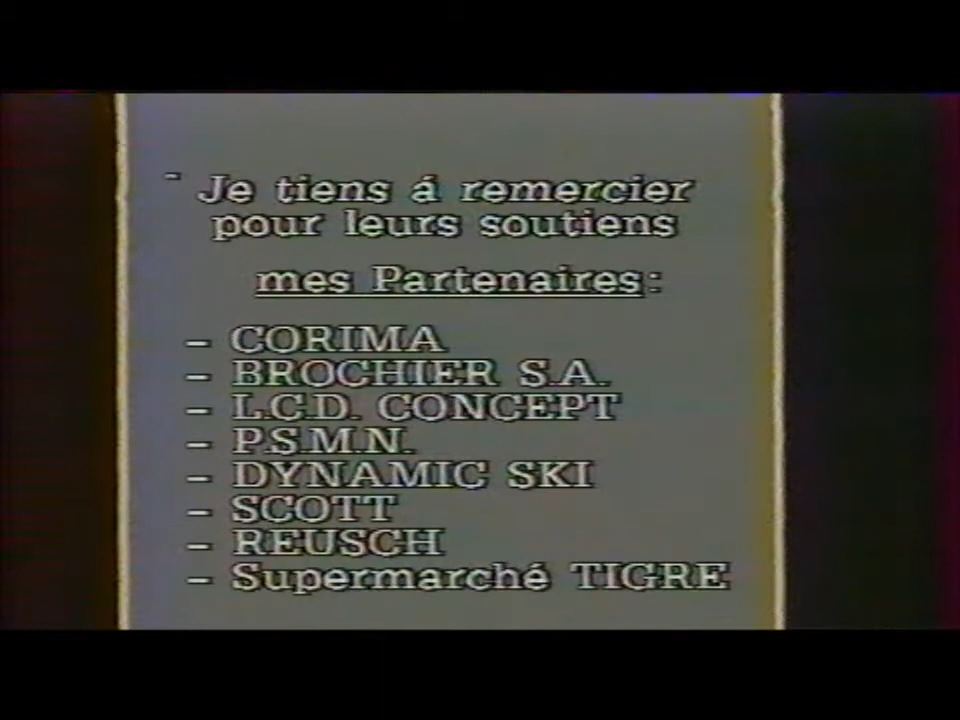 - Je tiens á remercier
pour leurs soutiens
mes Partenaires:
- CORIMA
- BROCHIER S.A.
- L.C.D. CONCEPT
- P.S.M.N.
- DYNAMIC SKI
- SCOTT
- REUSCH
- Supermarché TIGRE